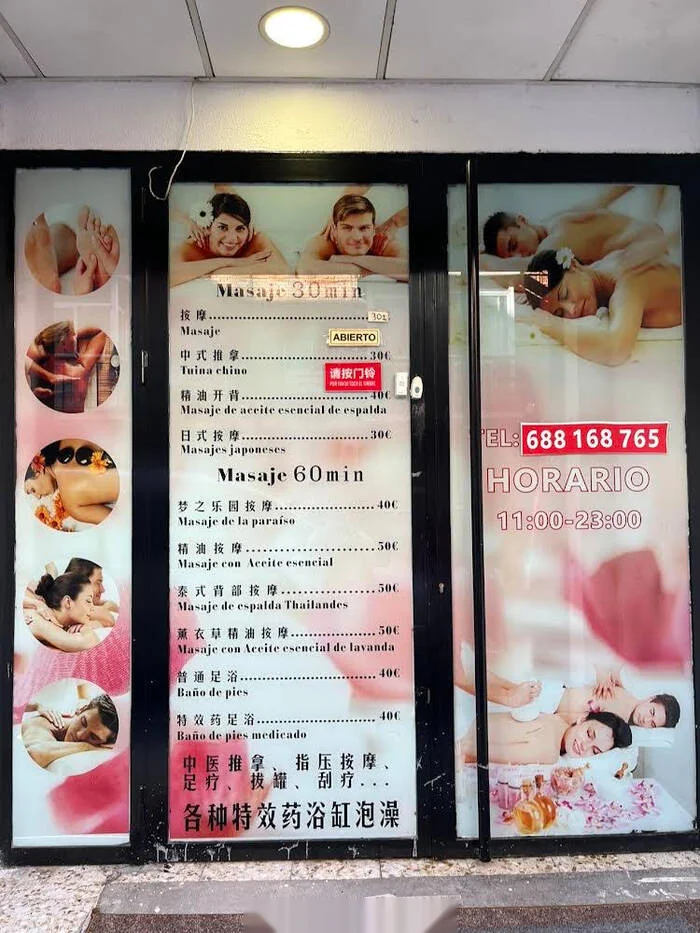 Masaje 30min
按摩................................30€
Masaje
ABIERTO
中式推拿................................30€
Tuina chino
请按门铃
POR FAVOR TOCA EL TIMBRE
精油开背................................40€
Masaje de aceite esencial de espalda
日式按摩................................30€
Masajes japoneses
Masaje 60min
梦之乐园按摩................................40€
Masaje de la paraíso
精油按摩................................50€
Masaje con Aceite esencial
泰式背部按摩................................50€
Masaje de espalda Thailandes
薰衣草精油按摩................................50€
Masaje con Aceite esencial de lavanda
普通足浴................................40€
Baño de pies
特效药足浴................................40€
Baño de pies medicado
中医推拿、指压按摩、
足疗、拔罐、刮疗...
各种特效药浴缸泡澡
TEL: 688 168 765
HORARIO
11:00-23:00